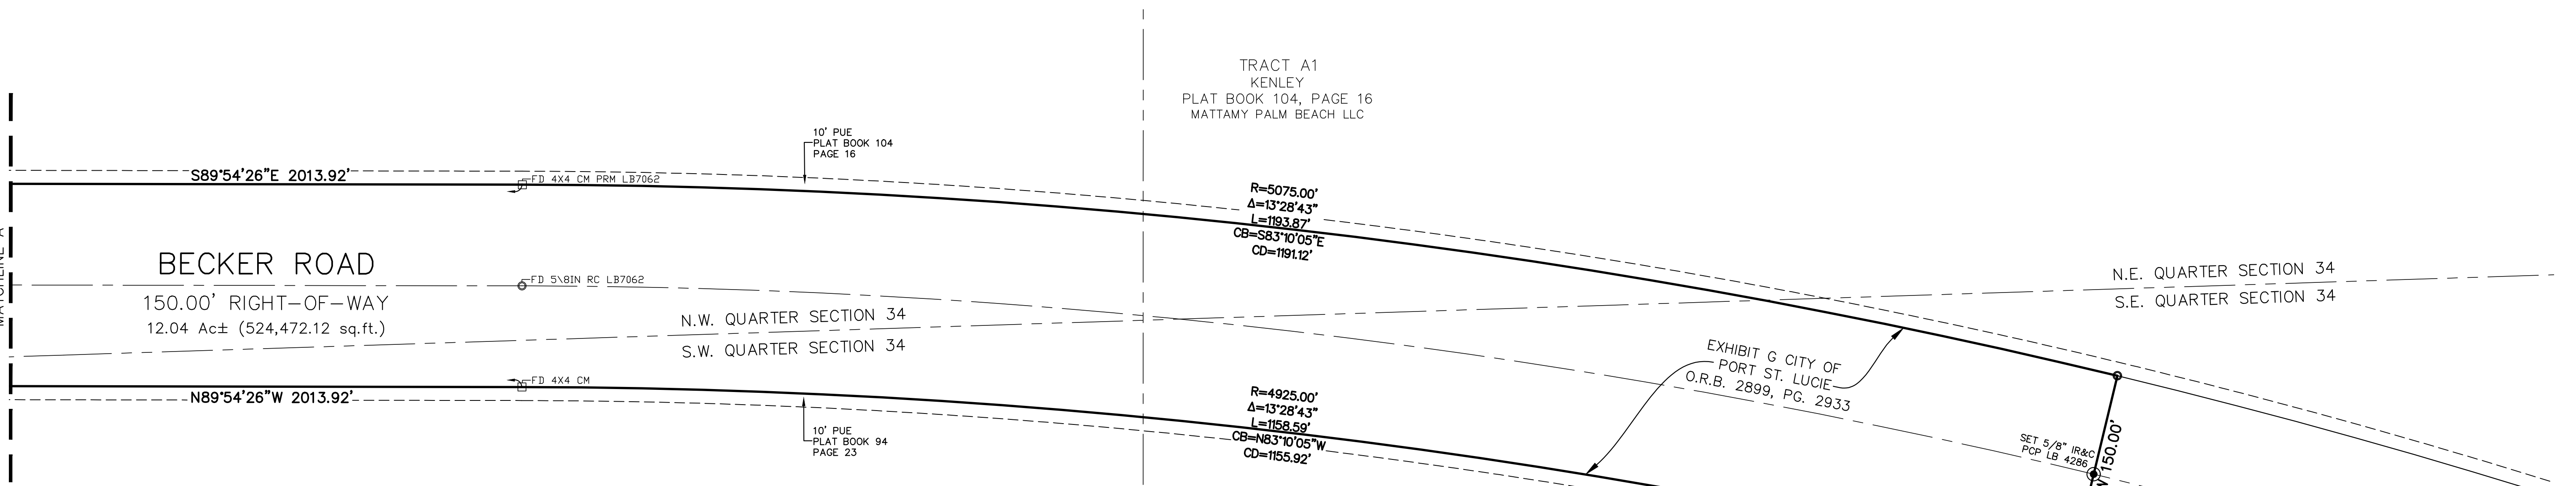 TRACT A1
KENLEY
PLAT BOOK 104, PAGE 16
MATTAMY PALM BEACH LLC
10' PUE
PLAT BOOK 104
PAGE 16
S89°54'26"E 2013.92'
FD 4X4 CM PRM LB7062
R=5075.00'
Δ=13°28'43"
L=1193.87'
CB=S83°10'05"E
CD=1191.12'
BECKER ROAD
150.00' RIGHT-OF-WAY
12.04 Ac± (524,472.12 sq.ft.)
FD 5\8IN RC LB7062
N.W. QUARTER SECTION 34
S.W. QUARTER SECTION 34
N.E. QUARTER SECTION 34
S.E. QUARTER SECTION 34
EXHIBIT G CITY OF
PORT ST. LUCIE
O.R.B. 2899, PG. 2933
FD 4X4 CM
N89°54'26"W 2013.92'
10' PUE
PLAT BOOK 94
PAGE 23
R=4925.00'
Δ=13°28'43"
L=1158.59'
CB=N83°10'05"W
CD=1155.92'
SET 5/8" IR&C
PCP LB 4286
150.00'